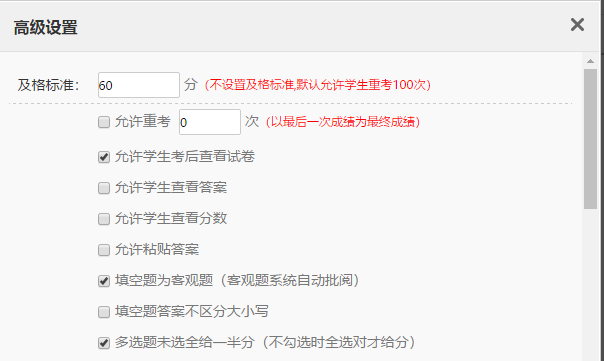 高级设置
及格标准： 60 分（不设置及格标准,默认允许学生重考100次）
允许重考 0 次（以最后一次成绩为最终成绩）
允许学生考后查看试卷
允许学生查看答案
允许学生查看分数
允许粘贴答案
填空题为客观题（客观题系统自动批阅）
填空题答案不区分大小写
多选题未选全给一半分（不勾选时全选对才给分）